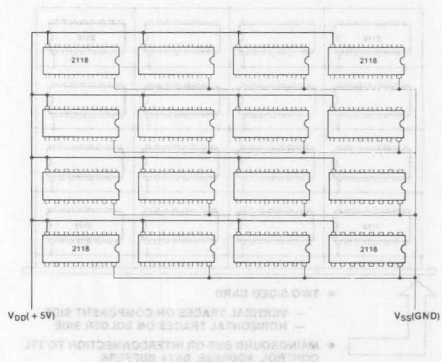 2118
2118
2118
2118
VDD(+5V)
VSS(GND)
• TWO SIDED CARD
— VERTICAL TRACES ON COMPONENT SIDE
— HORIZONTAL TRACES ON SOLDER SIDE
• MAINBOARD BUS OR INTERCONNECTION TO TTL
CONTROL, ADDRESS, DATA BUFFERS